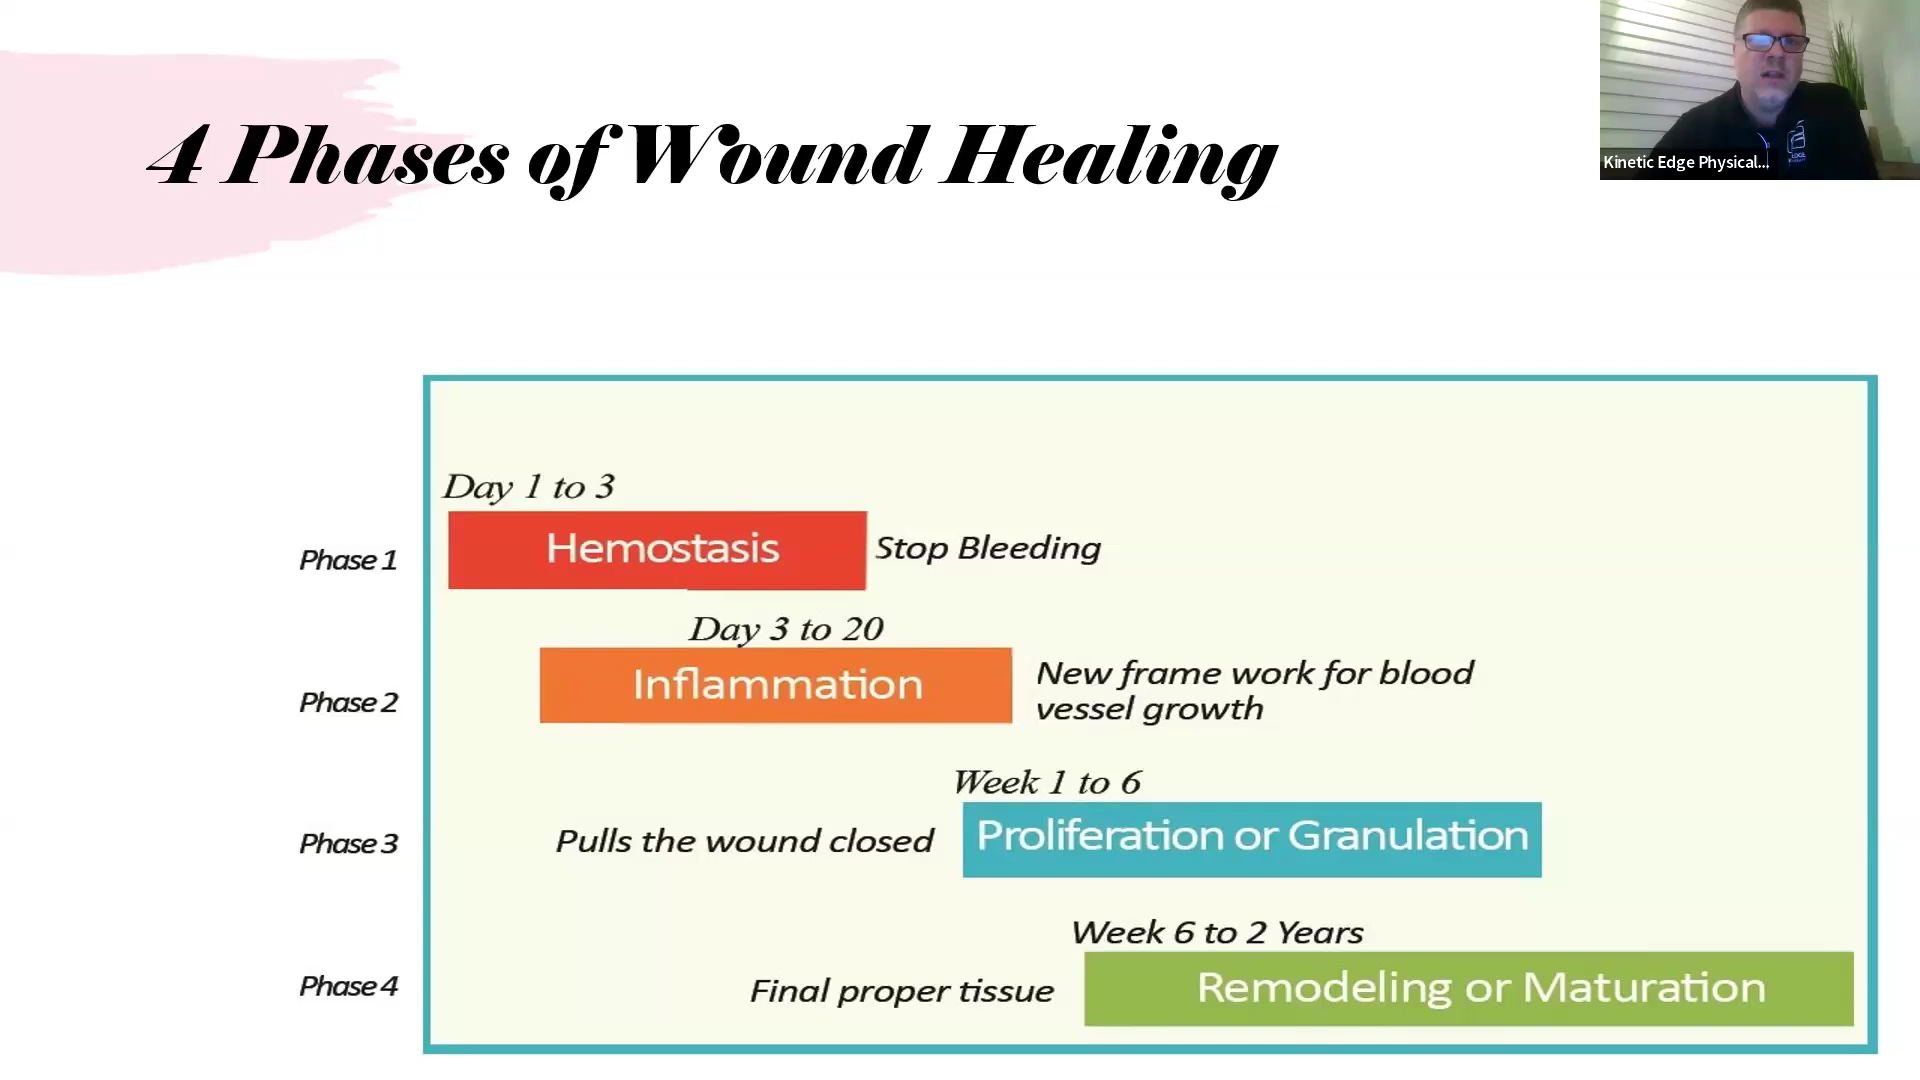 4 Phases of Wound Healing
Kinetic Edge Physical...
EDGE
Day 1 to 3
Phase 1
Hemostasis
Stop Bleeding
Day 3 to 20
Phase 2
Inflammation
New frame work for blood
vessel growth
Week 1 to 6
Phase 3
Pulls the wound closed
Proliferation or Granulation
Week 6 to 2 Years
Phase 4
Final proper tissue
Remodeling or Maturation